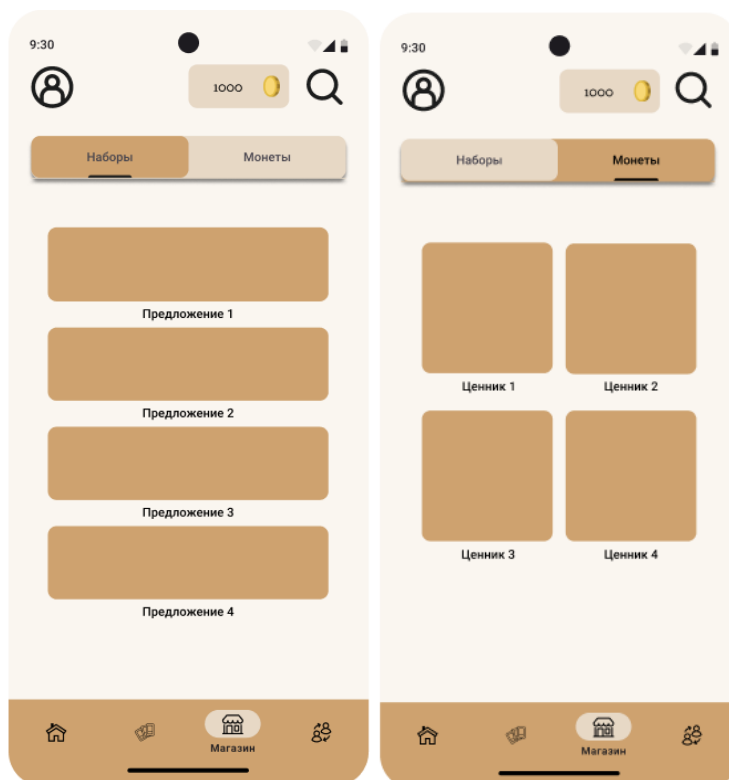 9:30
1000
Наборы
Монеты
Предложение 1
Предложение 2
Предложение 3
Предложение 4
Магазин
9:30
1000
Наборы
Монеты
Ценник 1
Ценник 2
Ценник 3
Ценник 4
Магазин